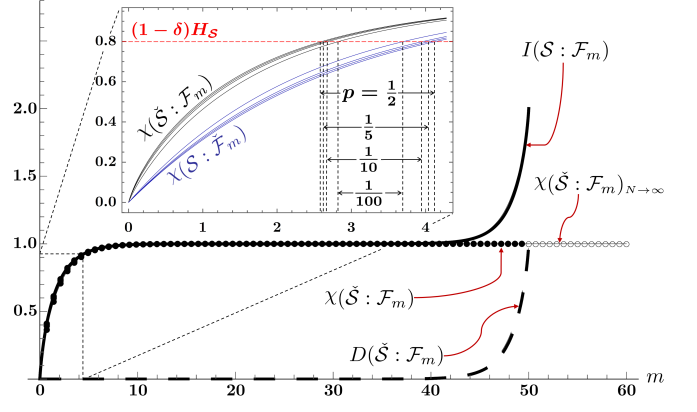 (1 − δ)H_S
I(S : F_m)
χ(Š : F_m)_{N→∞}
χ(Š : F_m)
D(Š : F_m)
χ(Š : F_m)
χ(S : F̌_m)
p = 1/2
1/5
1/10
1/100
0.8
0.6
0.4
0.2
0.0
0 1 2 3 4
2.0
1.5
1.0
0.5
0 10 20 30 40 50 60 m